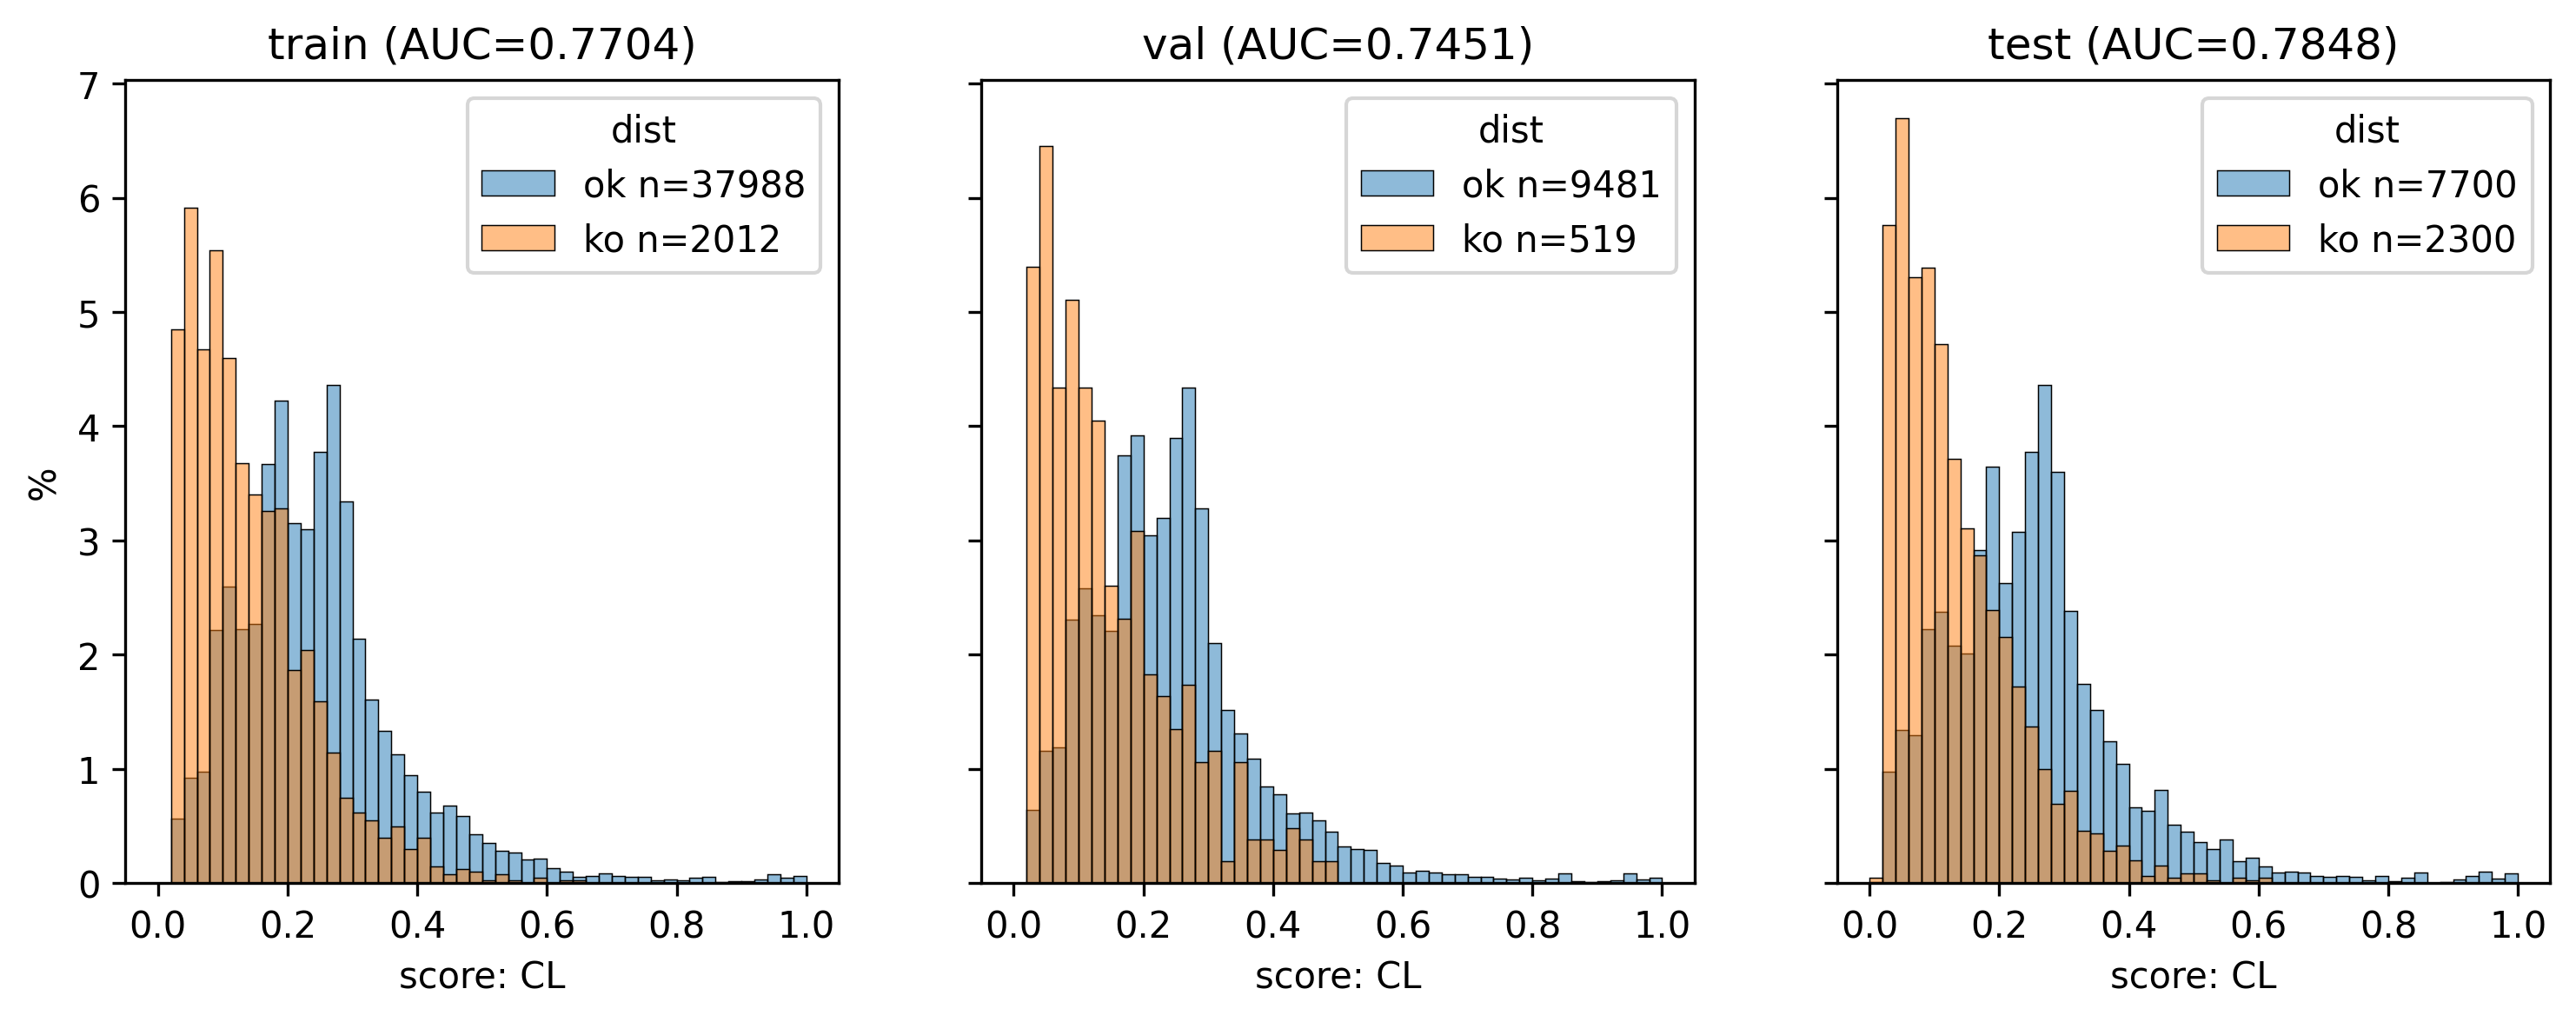 train (AUC=0.7704)
val (AUC=0.7451)
test (AUC=0.7848)
7
6
5
4
3
2
1
0
%
dist
ok n=37988
ko n=2012
dist
ok n=9481
ko n=519
dist
ok n=7700
ko n=2300
0.0 0.2 0.4 0.6 0.8 1.0
0.0 0.2 0.4 0.6 0.8 1.0
0.0 0.2 0.4 0.6 0.8 1.0
score: CL
score: CL
score: CL